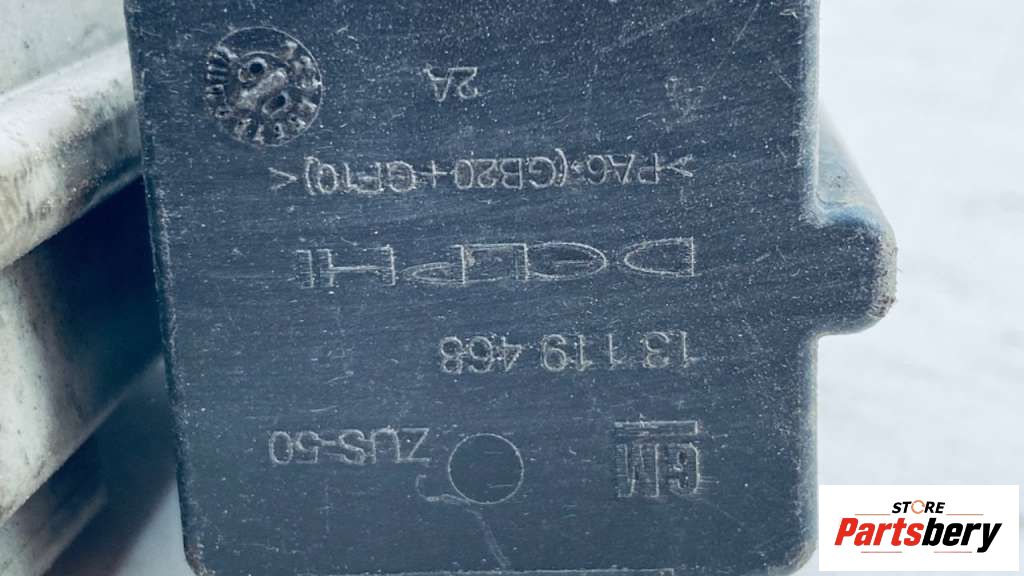 GM ZUS-50
13 119 468
DELPHI
>PA6-(GB20+GF10)<
2A
STORE
Partsbery